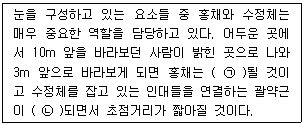 눈을 구성하고 있는 요소들 중 홍채와 수정체는
매우 중요한 역할을 담당하고 있다. 어두운 곳에
서 10m 앞을 바라보던 사람이 밝힌 곳으로 나와
3m 앞으로 바라보게 되면 홍채는 ( ㉠ )될 것이
고 수정체를 잡고 있는 인대들을 연결하는 괄약근
이 ( ㉡ )되면서 초점거리가 짧아질 것이다.